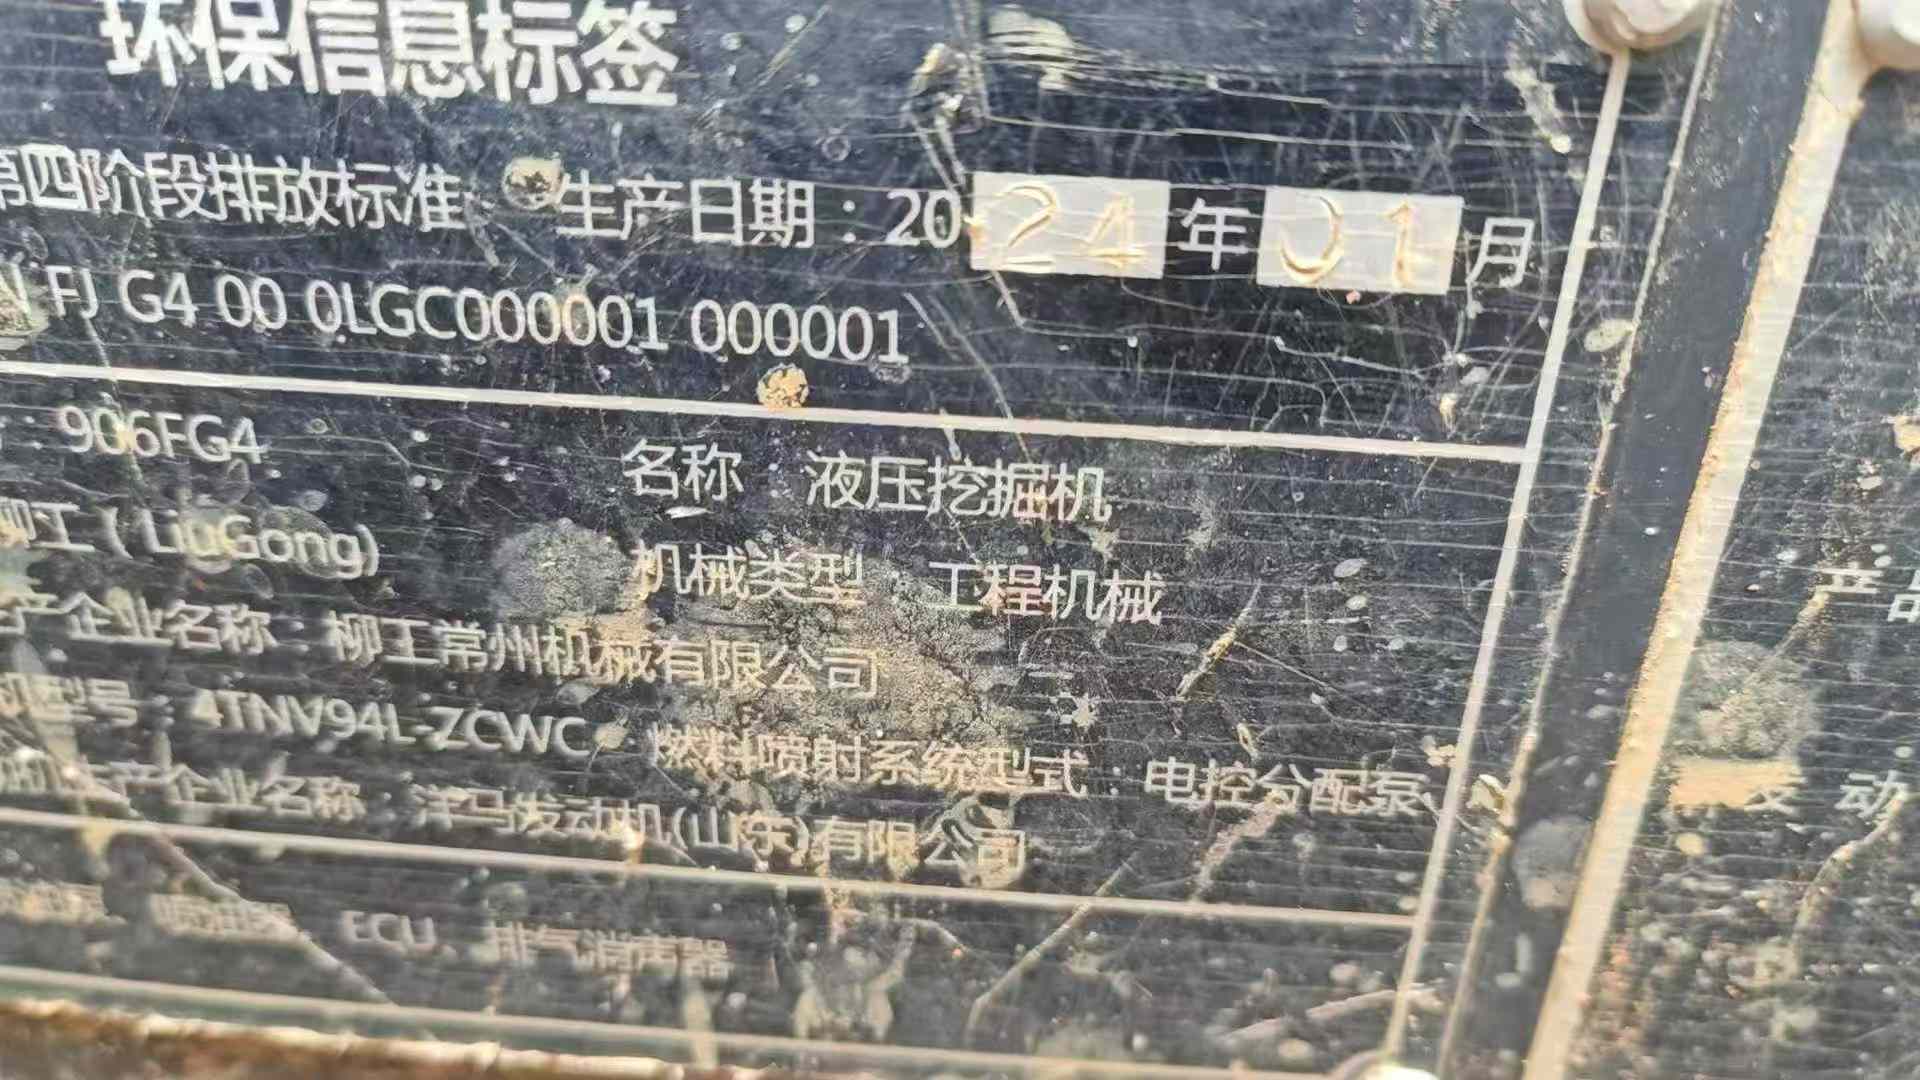 环保信息标签
第四阶段排放标准 生产日期：2024年01月
FJ G4 00 0LGC000001 000001
：906FG4 名称：液压挖掘机
柳工（LiuGong) 机械类型：工程机械
产企业名称：柳工常州机械有限公司
机型号：4TNV94L-ZCWC 燃料喷射系统型式：电控分配泵
生产企业名称：洋马发动机(山东)有限公司
喷油器、ECU、排气消声器
产品
发动